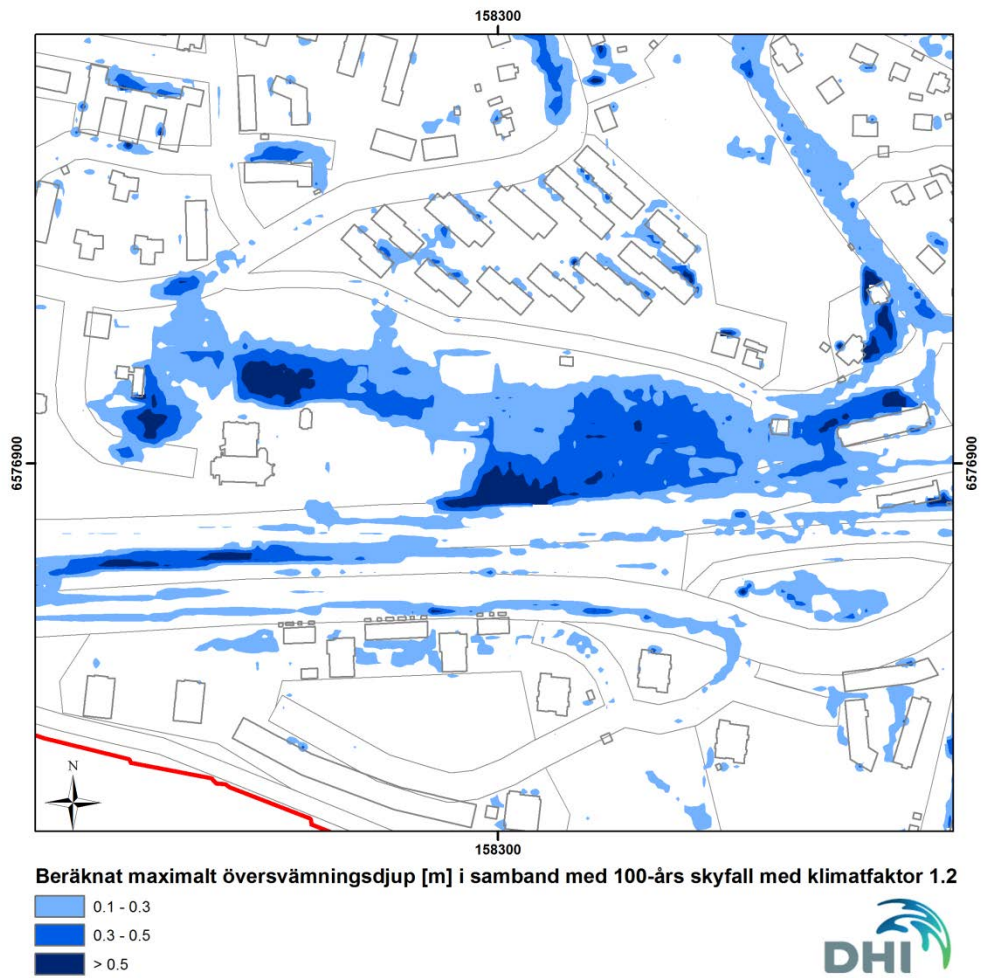 158300
6576900
6576900
N
158300
Beräknat maximalt översvämningsdjup [m] i samband med 100-års skyfall med klimatfaktor 1.2
0.1 - 0.3
0.3 - 0.5
> 0.5
DHI